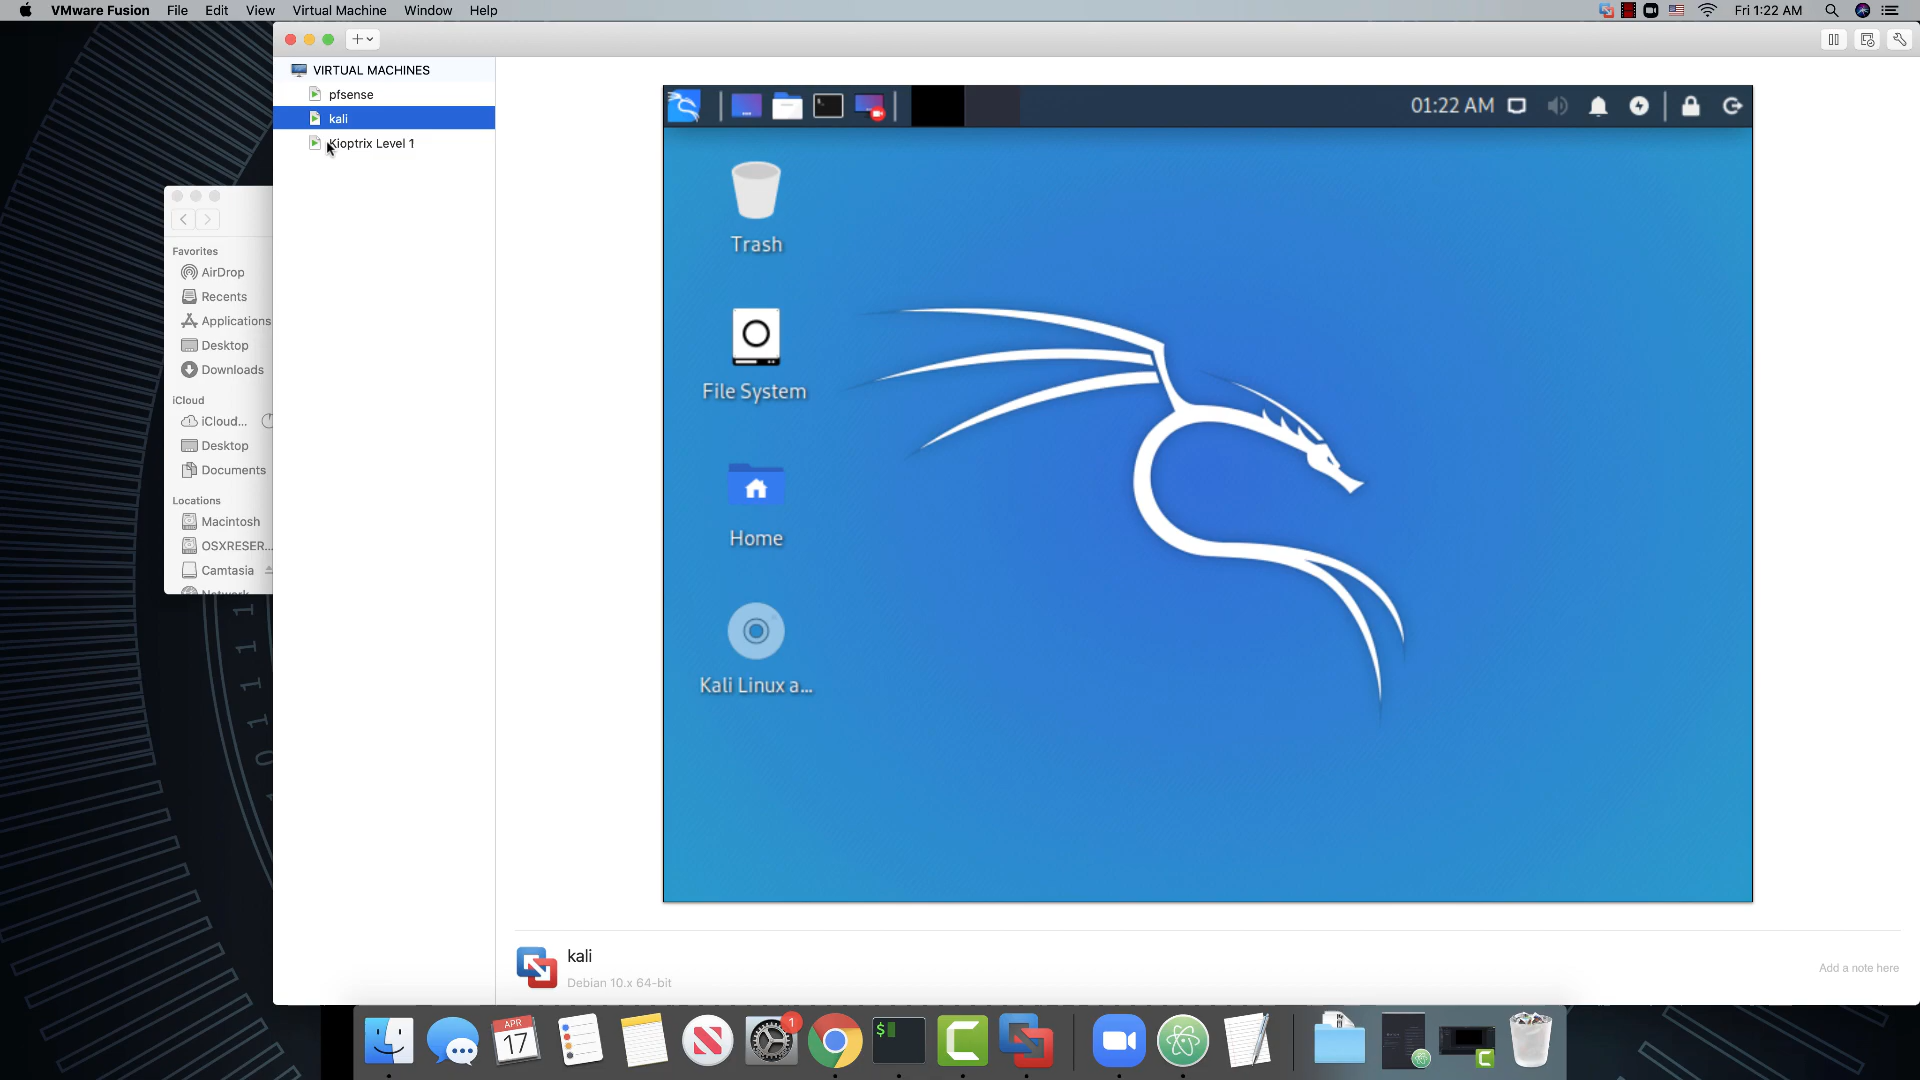 VMware Fusion File Edit View Virtual Machine Window Help Fri 1:22 AM
VIRTUAL MACHINES
pfsense
kali
Kioptrix Level 1
Favorites
AirDrop
Recents
Applications
Desktop
Downloads
iCloud
iCloud...
Desktop
Documents
Locations
Macintosh
OSXRESER...
Camtasia
Network
01:22 AM
Trash
File System
Home
Kali Linux a...
kali
Debian 10.x 64-bit
Add a note here
APR
17
1
$